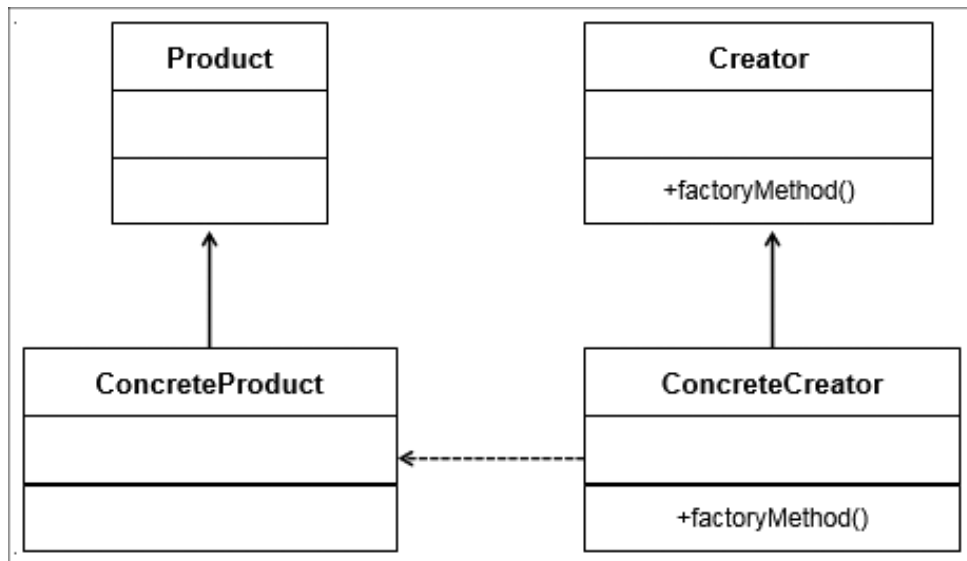 Product
Creator
+factoryMethod()
ConcreteProduct
ConcreteCreator
+factoryMethod()